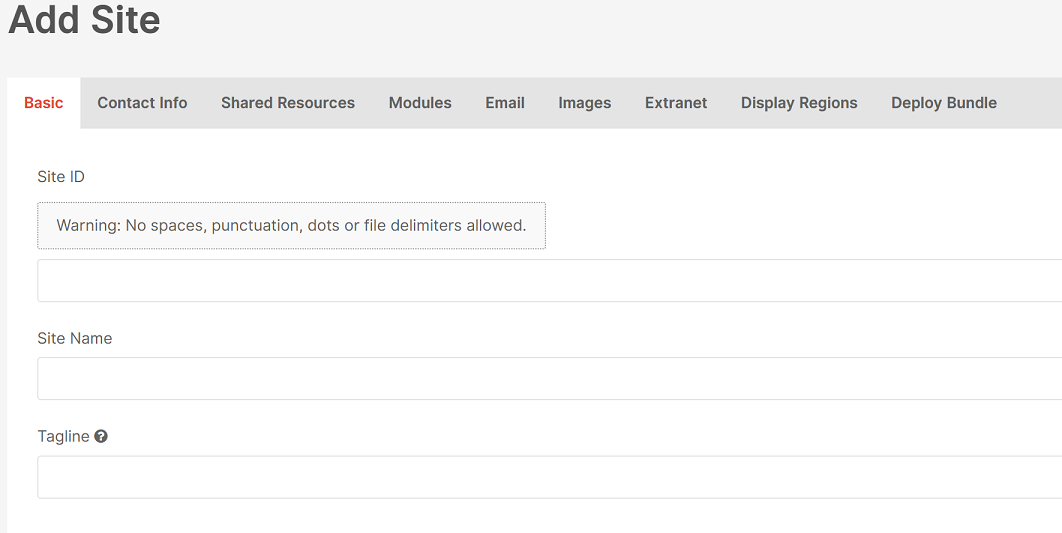 Add Site
Basic Contact Info Shared Resources Modules Email Images Extranet Display Regions Deploy Bundle
Site ID
Warning: No spaces, punctuation, dots or file delimiters allowed.
Site Name
Tagline ?